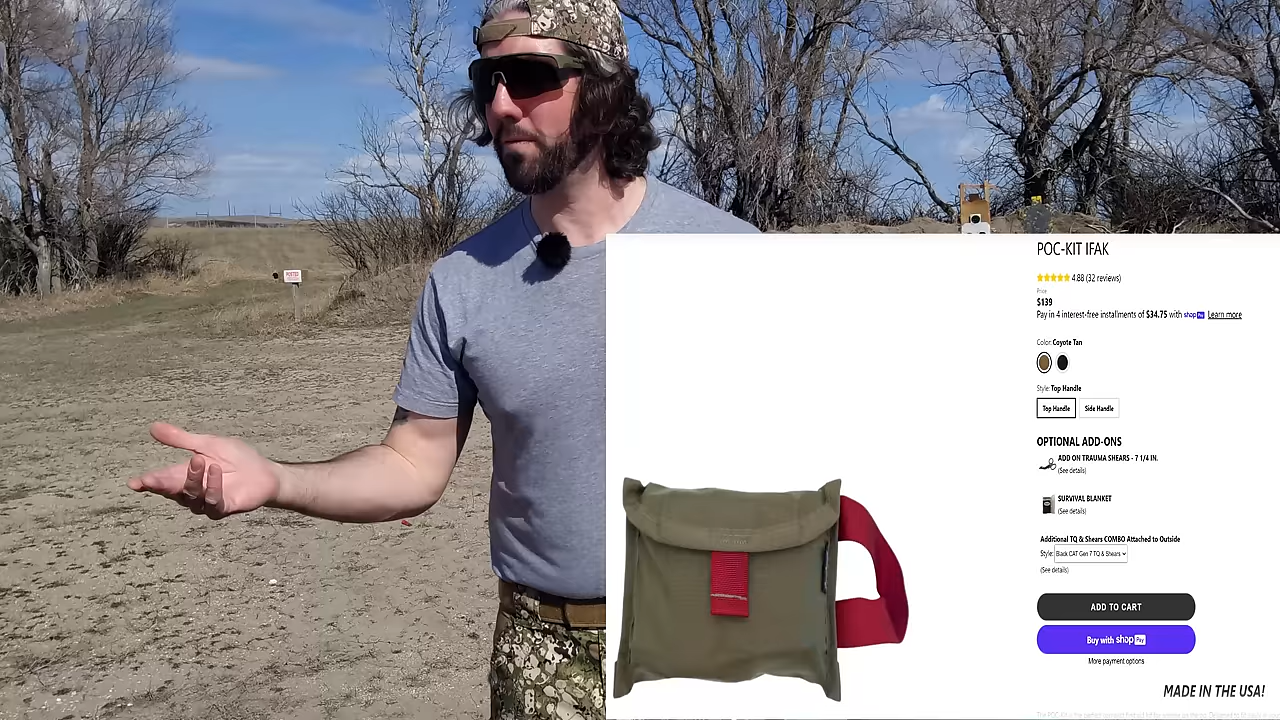 POSTED
POC-KIT IFAK
4.88 (32 reviews)
Price
$139
Pay in 4 interest-free installments of $34.75 with shop Pay Learn more
Color: Coyote Tan
Style: Top Handle
Top Handle Side Handle
OPTIONAL ADD-ONS
ADD ON TRAUMA SHEARS - 7 1/4 IN.
(See details)
SURVIVAL BLANKET
(See details)
Additional TQ & Shears COMBO Attached to Outside
Style: Black CAT Gen 7 TQ & Shears
(See details)
ADD TO CART
Buy with shop Pay
More payment options
MADE IN THE USA!